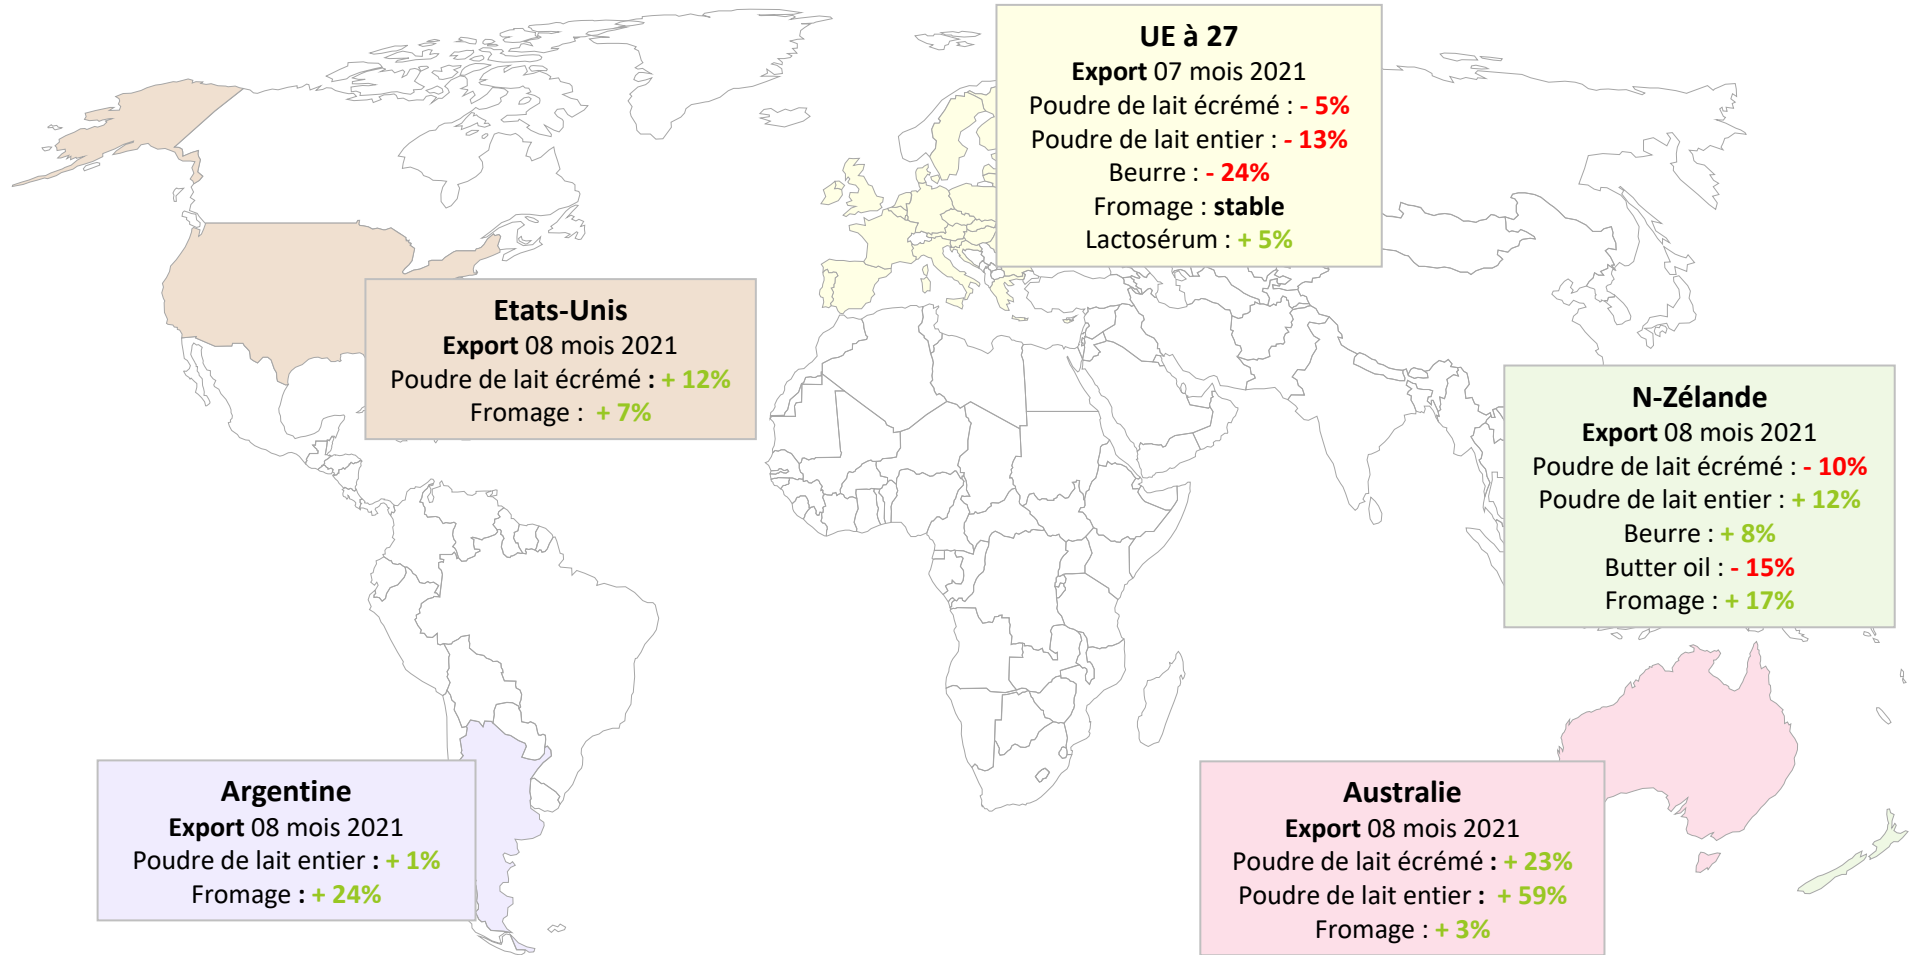 UE à 27
Export 07 mois 2021
Poudre de lait écrémé : - 5%
Poudre de lait entier : - 13%
Beurre : - 24%
Fromage : stable
Lactosérum : + 5%
Etats-Unis
Export 08 mois 2021
Poudre de lait écrémé : + 12%
Fromage : + 7%
N-Zélande
Export 08 mois 2021
Poudre de lait écrémé : - 10%
Poudre de lait entier : + 12%
Beurre : + 8%
Butter oil : - 15%
Fromage : + 17%
Argentine
Export 08 mois 2021
Poudre de lait entier : + 1%
Fromage : + 24%
Australie
Export 08 mois 2021
Poudre de lait écrémé : + 23%
Poudre de lait entier : + 59%
Fromage : + 3%